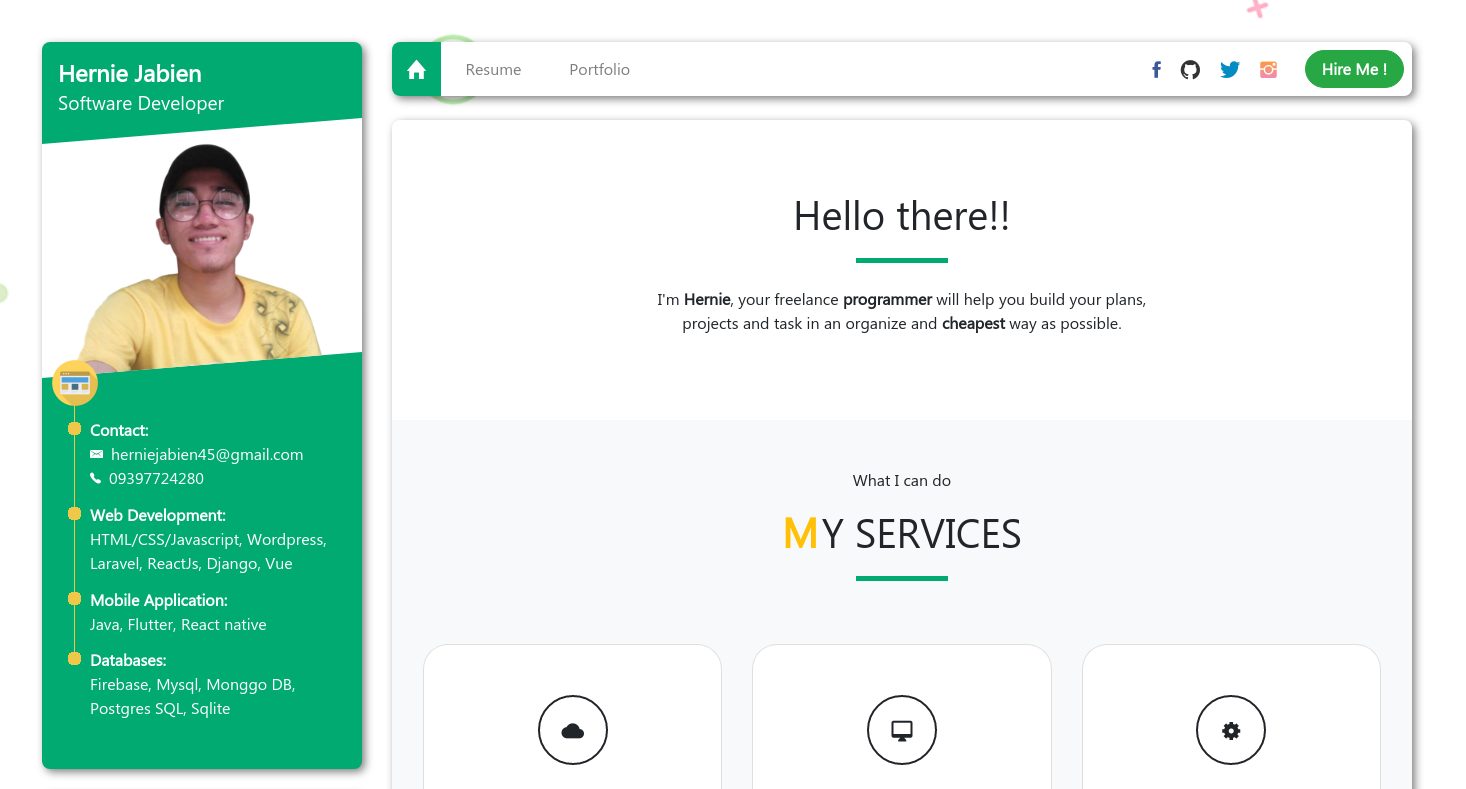 Hernie Jabien
Software Developer
Contact:
herniejabien45@gmail.com
09397724280
Web Development:
HTML/CSS/Javascript, Wordpress,
Laravel, ReactJs, Django, Vue
Mobile Application:
Java, Flutter, React native
Databases:
Firebase, Mysql, Monggo DB,
Postgres SQL, Sqlite
Resume Portfolio Hire Me !
Hello there!!
I'm Hernie, your freelance programmer will help you build your plans,
projects and task in an organize and cheapest way as possible.
What I can do
MY SERVICES